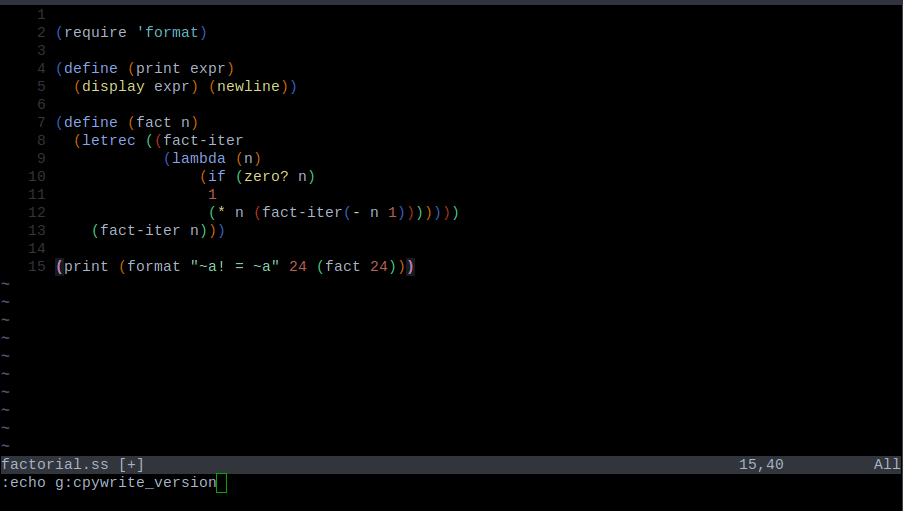 1
2 (require 'format)
3
4 (define (print expr)
5   (display expr) (newline))
6
7 (define (fact n)
8   (letrec ((fact-iter
9             (lambda (n)
10                 (if (zero? n)
11                  1
12                  (* n (fact-iter(- n 1)))))))
13     (fact-iter n)))
14
15 (print (format "~a! = ~a" 24 (fact 24)))
~
~
~
~
~
~
~
~
~
~
factorial.ss [+] 15,40 All
:echo g:cpywrite_version